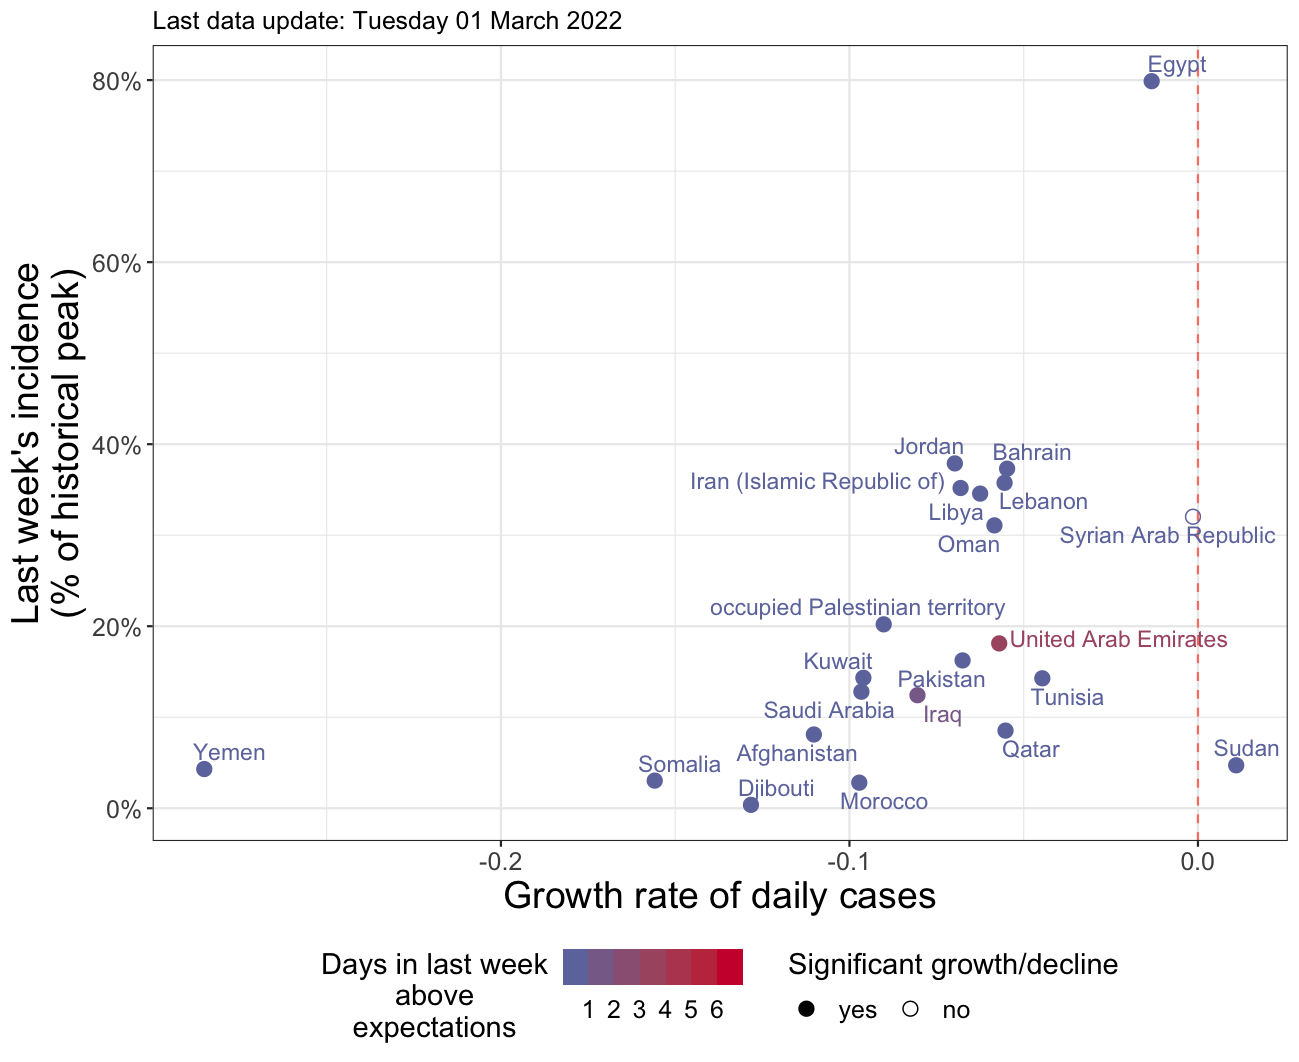 Last data update: Tuesday 01 March 2022
Last week's incidence
(% of historical peak)
80%
60%
40%
20%
0%
Egypt
Jordan
Bahrain
Iran (Islamic Republic of)
Lebanon
Libya
Syrian Arab Republic
Oman
occupied Palestinian territory
United Arab Emirates
Kuwait
Pakistan
Tunisia
Saudi Arabia
Iraq
Yemen
Afghanistan
Qatar
Sudan
Somalia
Djibouti
Morocco
-0.2
-0.1
0.0
Growth rate of daily cases
Days in last week
above
expectations
1 2 3 4 5 6
Significant growth/decline
yes
no